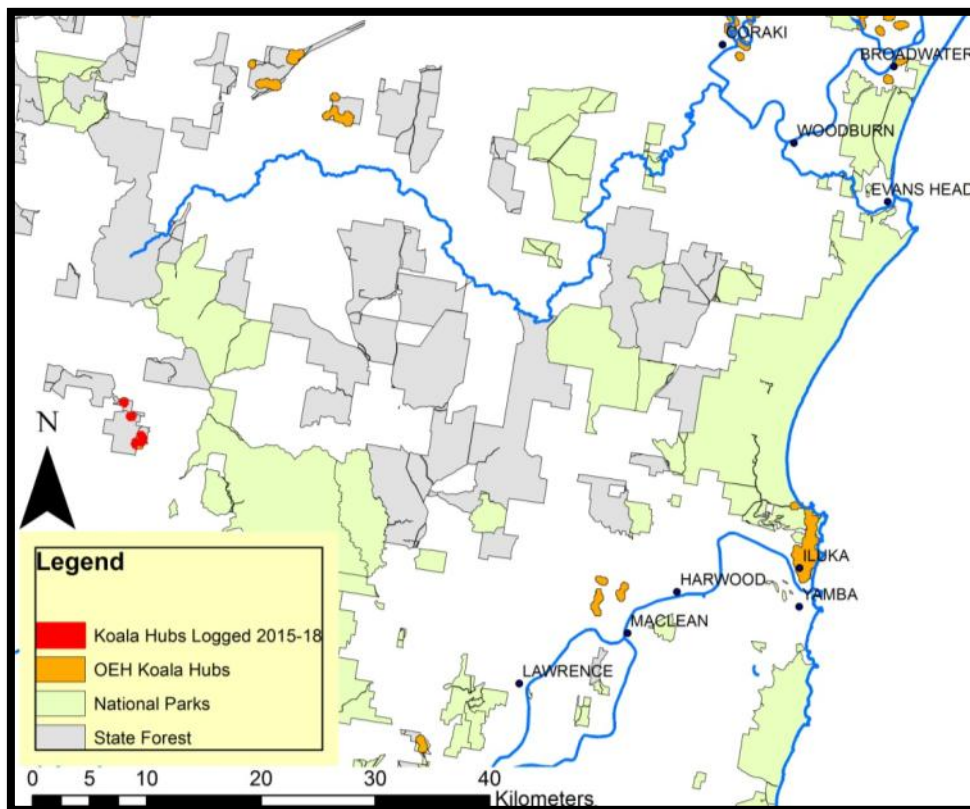 CORAKI
BROADWATER
WOODBURN
EVANS HEAD
N
ILUKA
HARWOOD
YAMBA
MACLEAN
LAWRENCE
Legend
Koala Hubs Logged 2015-18
OEH Koala Hubs
National Parks
State Forest
0 5 10 20 30 40
Kilometers